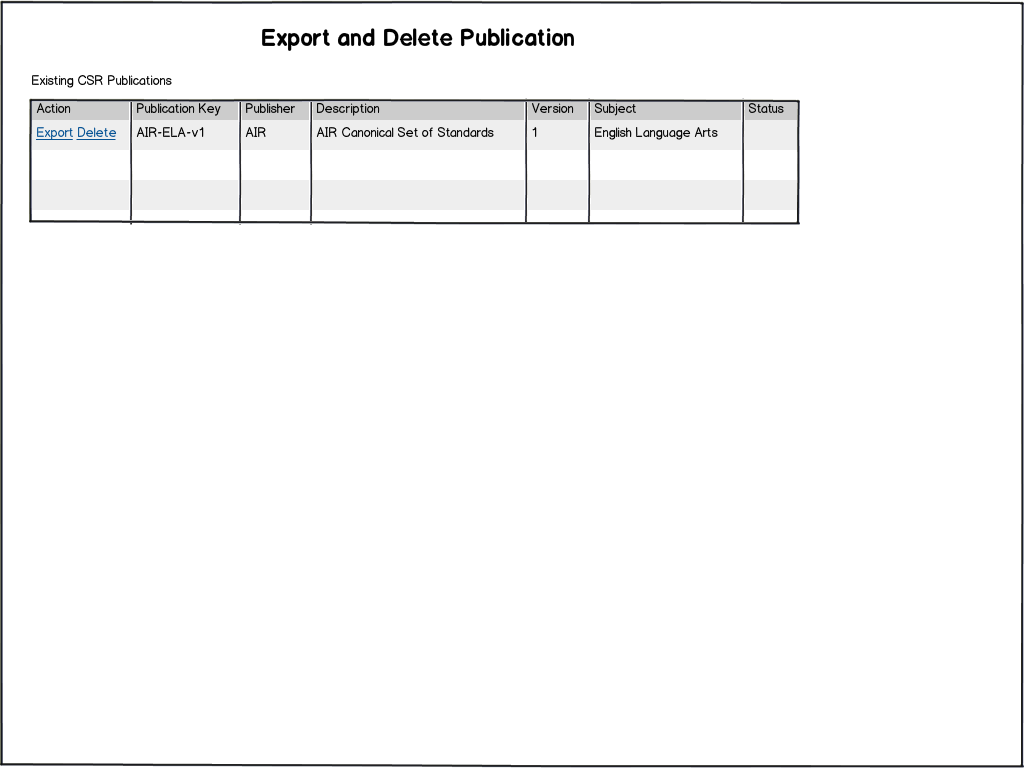 Export and Delete Publication
Existing CSR Publications
Action Publication Key Publisher Description Version Subject Status
Export Delete AIR-ELA-v1 AIR AIR Canonical Set of Standards 1 English Language Arts